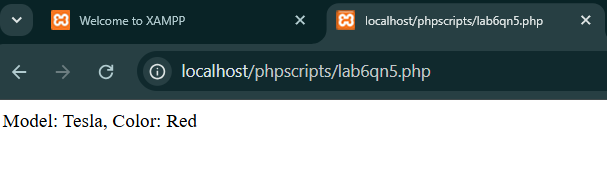 Welcome to XAMPP
localhost/phpscripts/lab6qn5.php
localhost/phpscripts/lab6qn5.php
Model: Tesla, Color: Red